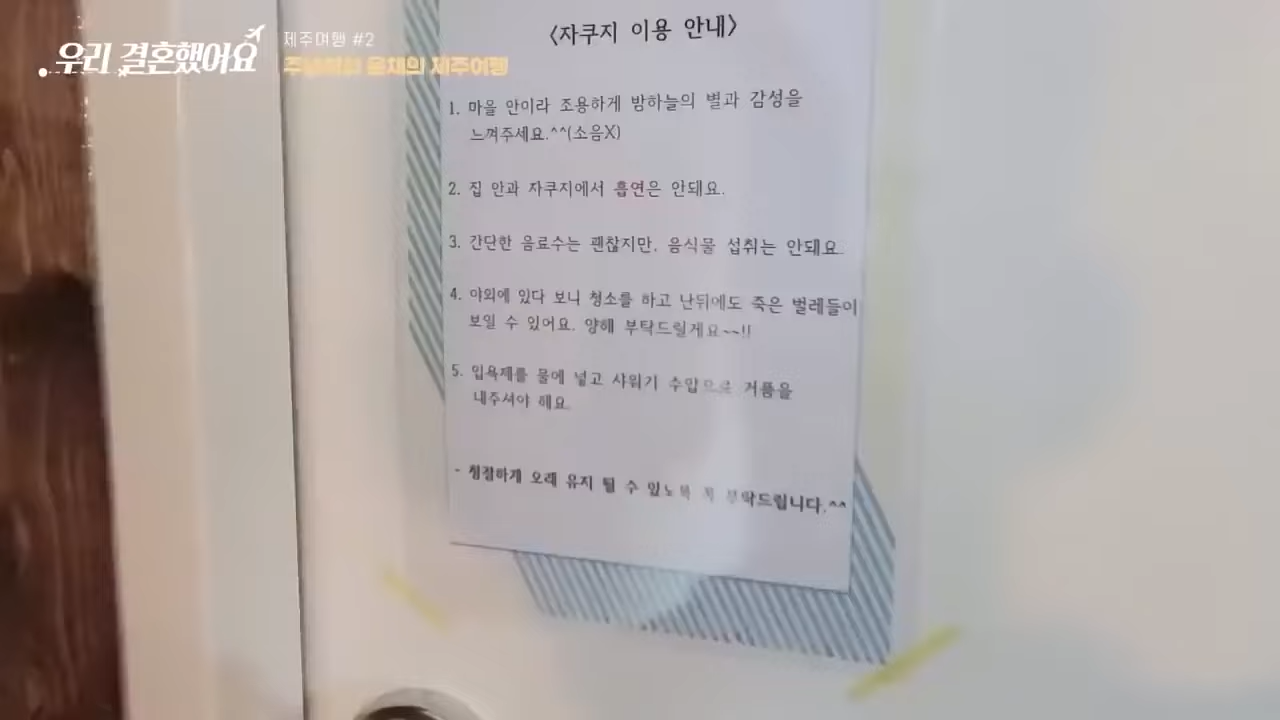 우리 결혼했어요
제주여행 #2
제주여행
<자쿠지 이용 안내>
1. 마을 안이라 조용하게 밤하늘의 별과 감성을
느껴주세요.^^(소음X)
2. 집 안과 자쿠지에서 흡연은 안돼요.
3. 간단한 음료수는 괜찮지만, 음식물 섭취는 안돼요.
4. 야외에 있다 보니 청소를 하고 난뒤에도 죽은 벌레들이
보일 수 있어요. 양해 부탁드릴게요~~!!
5. 입욕제를 물에 넣고 샤워기 수압으로 거품을
내주셔야 해요.
- 청결하게 오래 유지 될 수 있도록 꼭 부탁드립니다.^^